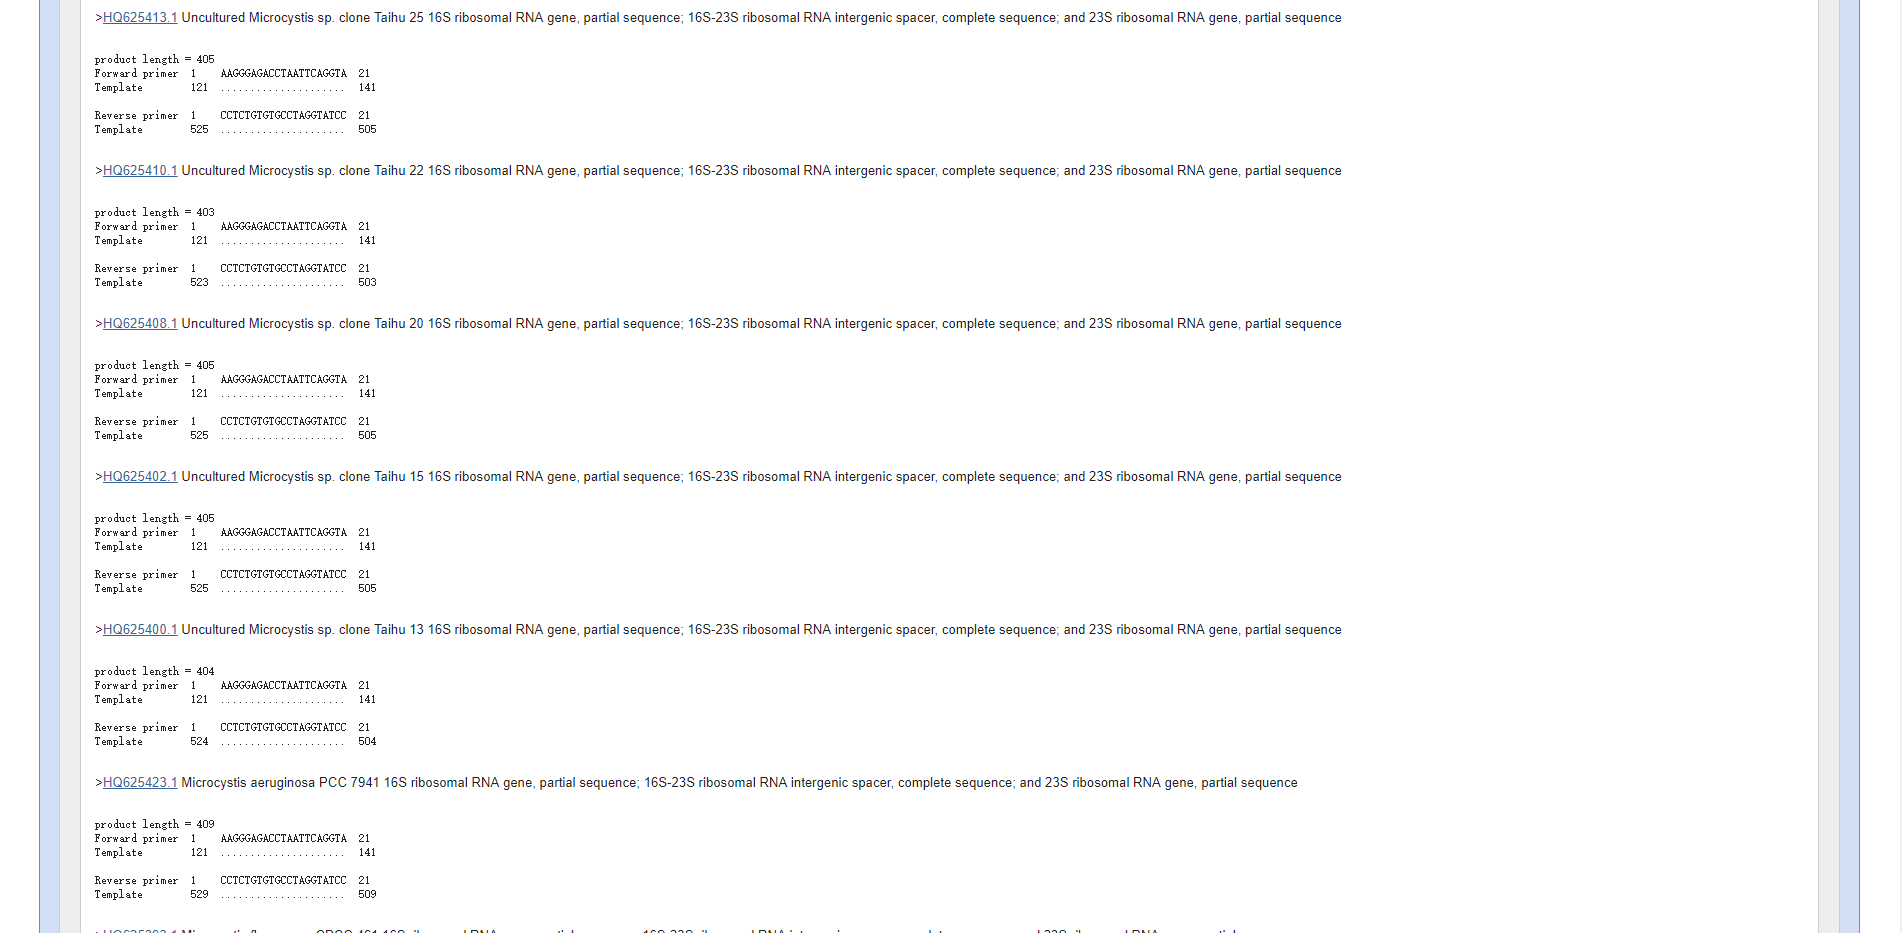 >HQ625413.1 Uncultured Microcystis sp. clone Taihu 25 16S ribosomal RNA gene, partial sequence; 16S-23S ribosomal RNA intergenic spacer, complete sequence; and 23S ribosomal RNA gene, partial sequence
product length = 405
Forward primer 1 AAGGGAGACCTAATTCAGGTA 21
Template 121 ..................... 141
Reverse primer 1 CCTCTGTGTGCCTAGGTATCC 21
Template 525 ..................... 505
>HQ625410.1 Uncultured Microcystis sp. clone Taihu 22 16S ribosomal RNA gene, partial sequence; 16S-23S ribosomal RNA intergenic spacer, complete sequence; and 23S ribosomal RNA gene, partial sequence
product length = 403
Forward primer 1 AAGGGAGACCTAATTCAGGTA 21
Template 121 ..................... 141
Reverse primer 1 CCTCTGTGTGCCTAGGTATCC 21
Template 523 ..................... 503
>HQ625408.1 Uncultured Microcystis sp. clone Taihu 20 16S ribosomal RNA gene, partial sequence; 16S-23S ribosomal RNA intergenic spacer, complete sequence; and 23S ribosomal RNA gene, partial sequence
product length = 405
Forward primer 1 AAGGGAGACCTAATTCAGGTA 21
Template 121 ..................... 141
Reverse primer 1 CCTCTGTGTGCCTAGGTATCC 21
Template 525 ..................... 505
>HQ625402.1 Uncultured Microcystis sp. clone Taihu 15 16S ribosomal RNA gene, partial sequence; 16S-23S ribosomal RNA intergenic spacer, complete sequence; and 23S ribosomal RNA gene, partial sequence
product length = 405
Forward primer 1 AAGGGAGACCTAATTCAGGTA 21
Template 121 ..................... 141
Reverse primer 1 CCTCTGTGTGCCTAGGTATCC 21
Template 525 ..................... 505
>HQ625400.1 Uncultured Microcystis sp. clone Taihu 13 16S ribosomal RNA gene, partial sequence; 16S-23S ribosomal RNA intergenic spacer, complete sequence; and 23S ribosomal RNA gene, partial sequence
product length = 404
Forward primer 1 AAGGGAGACCTAATTCAGGTA 21
Template 121 ..................... 141
Reverse primer 1 CCTCTGTGTGCCTAGGTATCC 21
Template 524 ..................... 504
>HQ625423.1 Microcystis aeruginosa PCC 7941 16S ribosomal RNA gene, partial sequence; 16S-23S ribosomal RNA intergenic spacer, complete sequence; and 23S ribosomal RNA gene, partial sequence
product length = 409
Forward primer 1 AAGGGAGACCTAATTCAGGTA 21
Template 121 ..................... 141
Reverse primer 1 CCTCTGTGTGCCTAGGTATCC 21
Template 529 ..................... 509